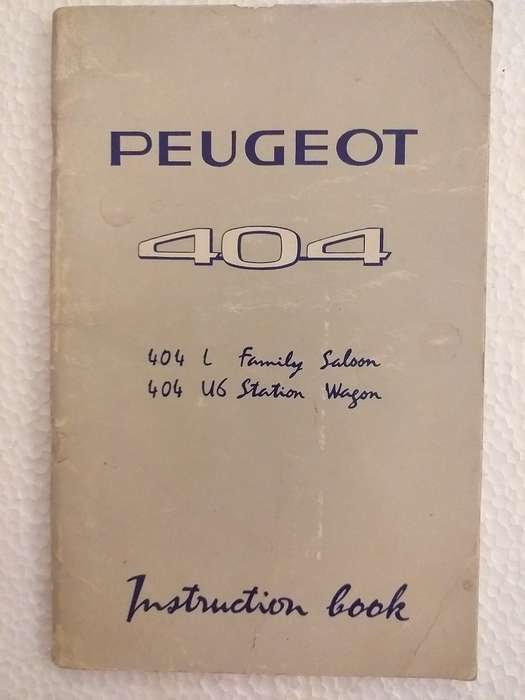 PEUGEOT
404
404 L Family Saloon
404 U6 Station Wagon
Instruction book